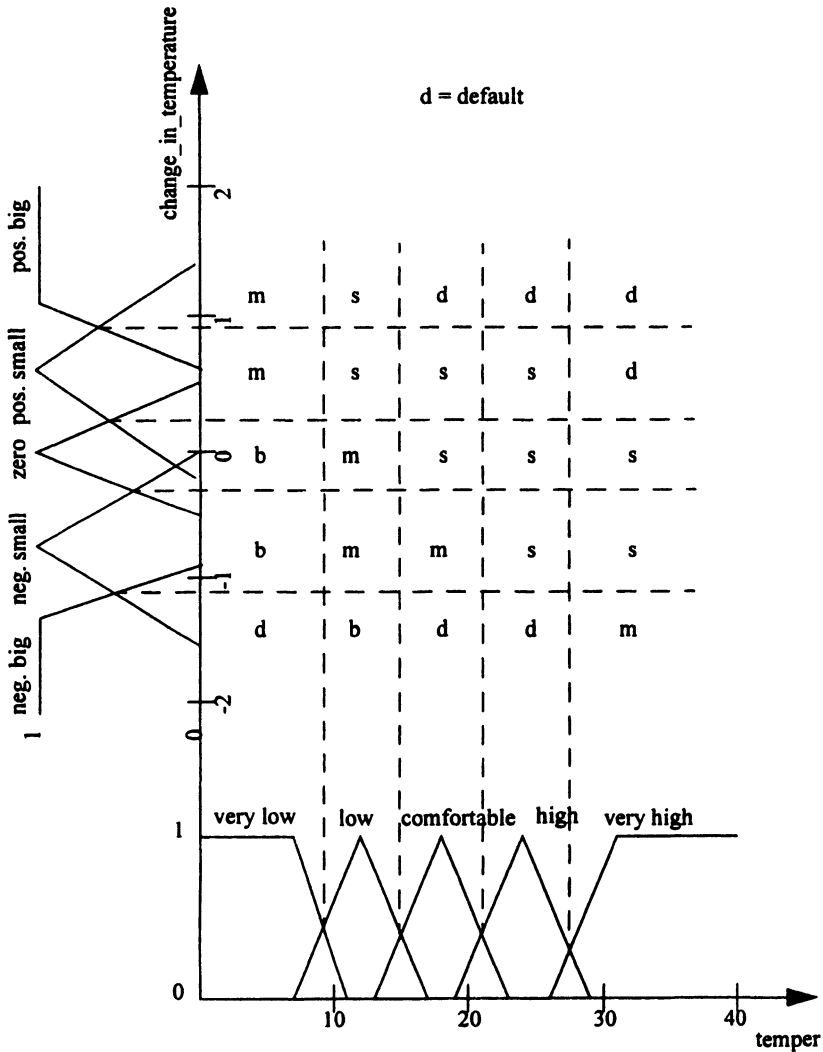 change_in_temperature
d = default
2
pos. big
m s d d d
1
pos. small
m s s s d
zero
0
b m s s s
neg. small
b m m s s
-1
neg. big
d b d d m
-2
1
0
very low low comfortable high very high
1
0
10 20 30 40
temper